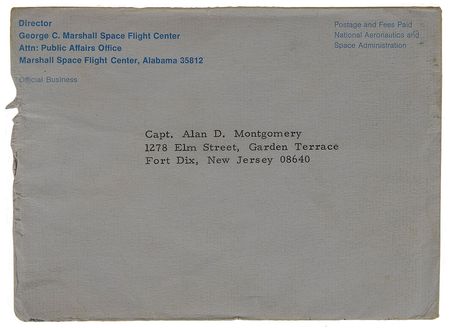 Director
George C. Marshall Space Flight Center
Attn: Public Affairs Office
Marshall Space Flight Center, Alabama 35812
Official Business
Postage and Fees Paid
National Aeronautics and
Space Administration
Capt. Alan D. Montgomery
1278 Elm Street, Garden Terrace
Fort Dix, New Jersey 08640